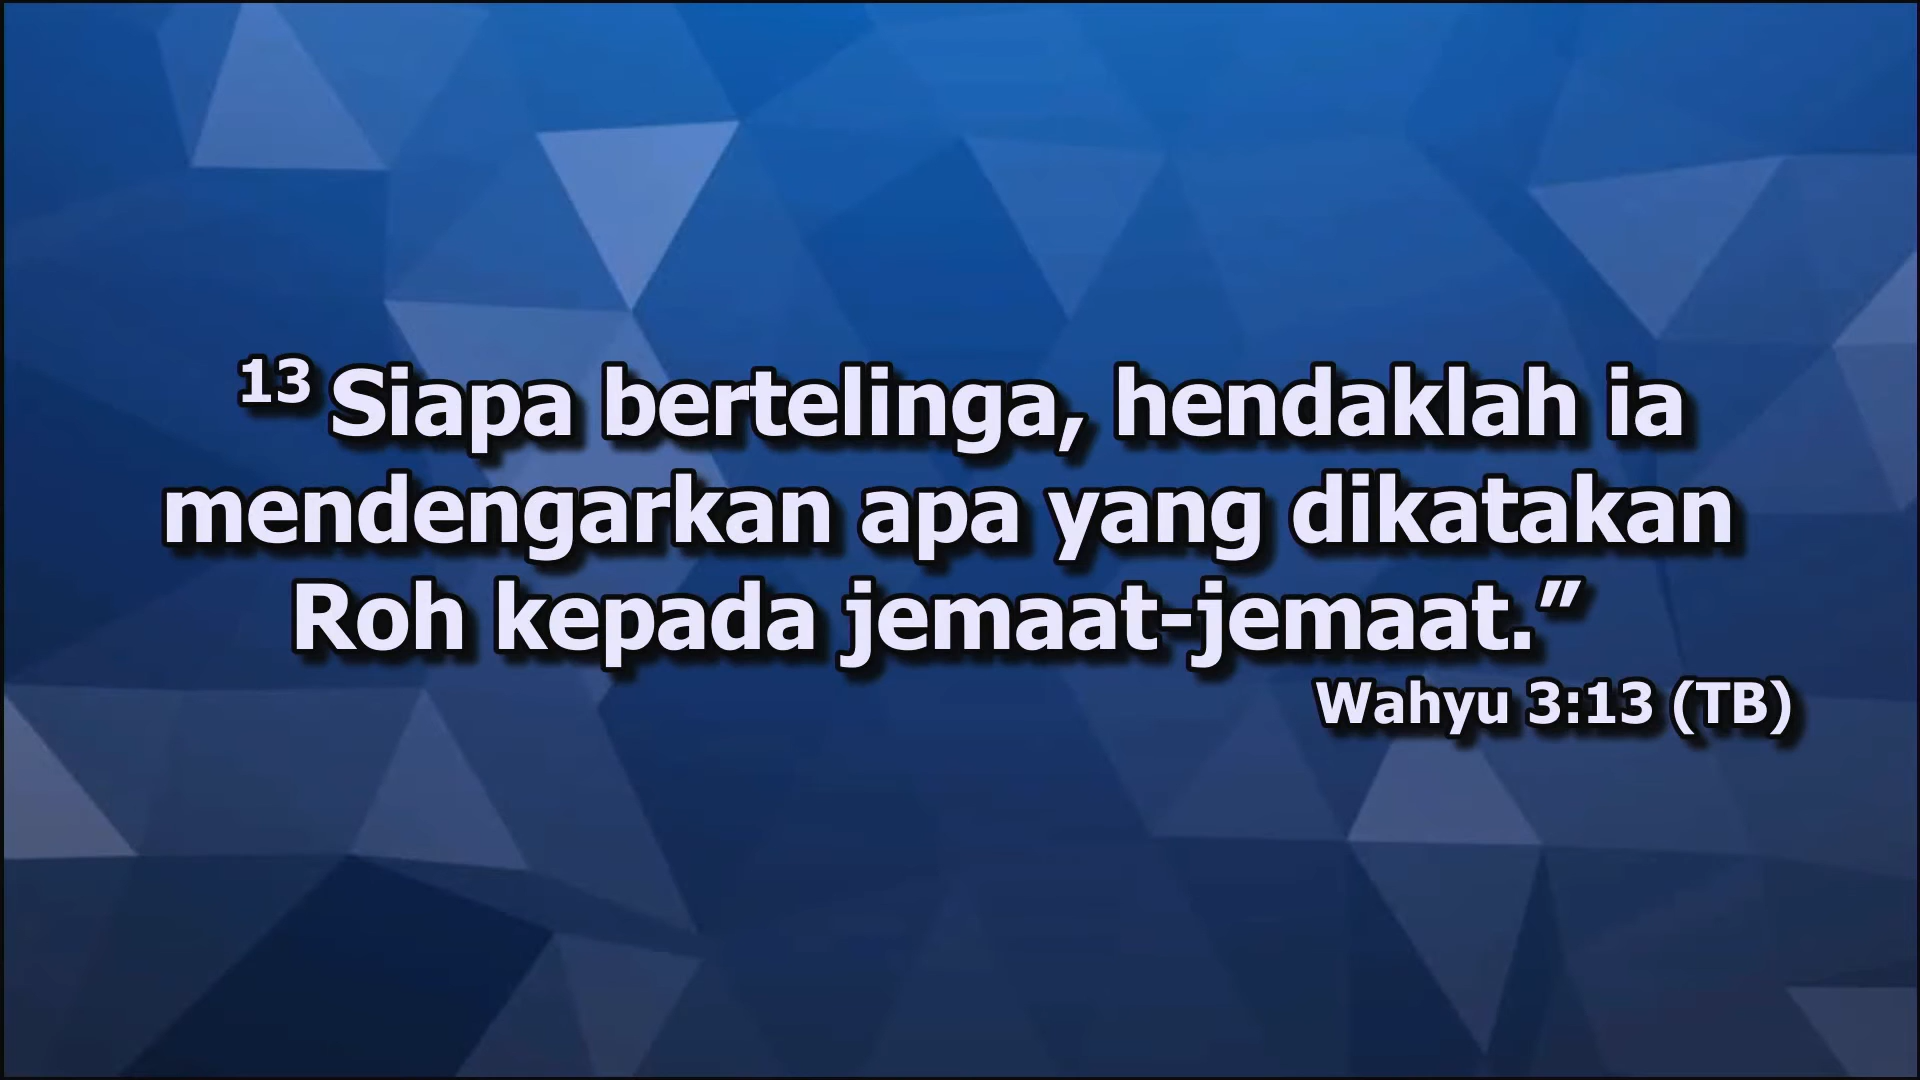 13 Siapa bertelinga, hendaklah ia
mendengarkan apa yang dikatakan
Roh kepada jemaat-jemaat.”
Wahyu 3:13 (TB)